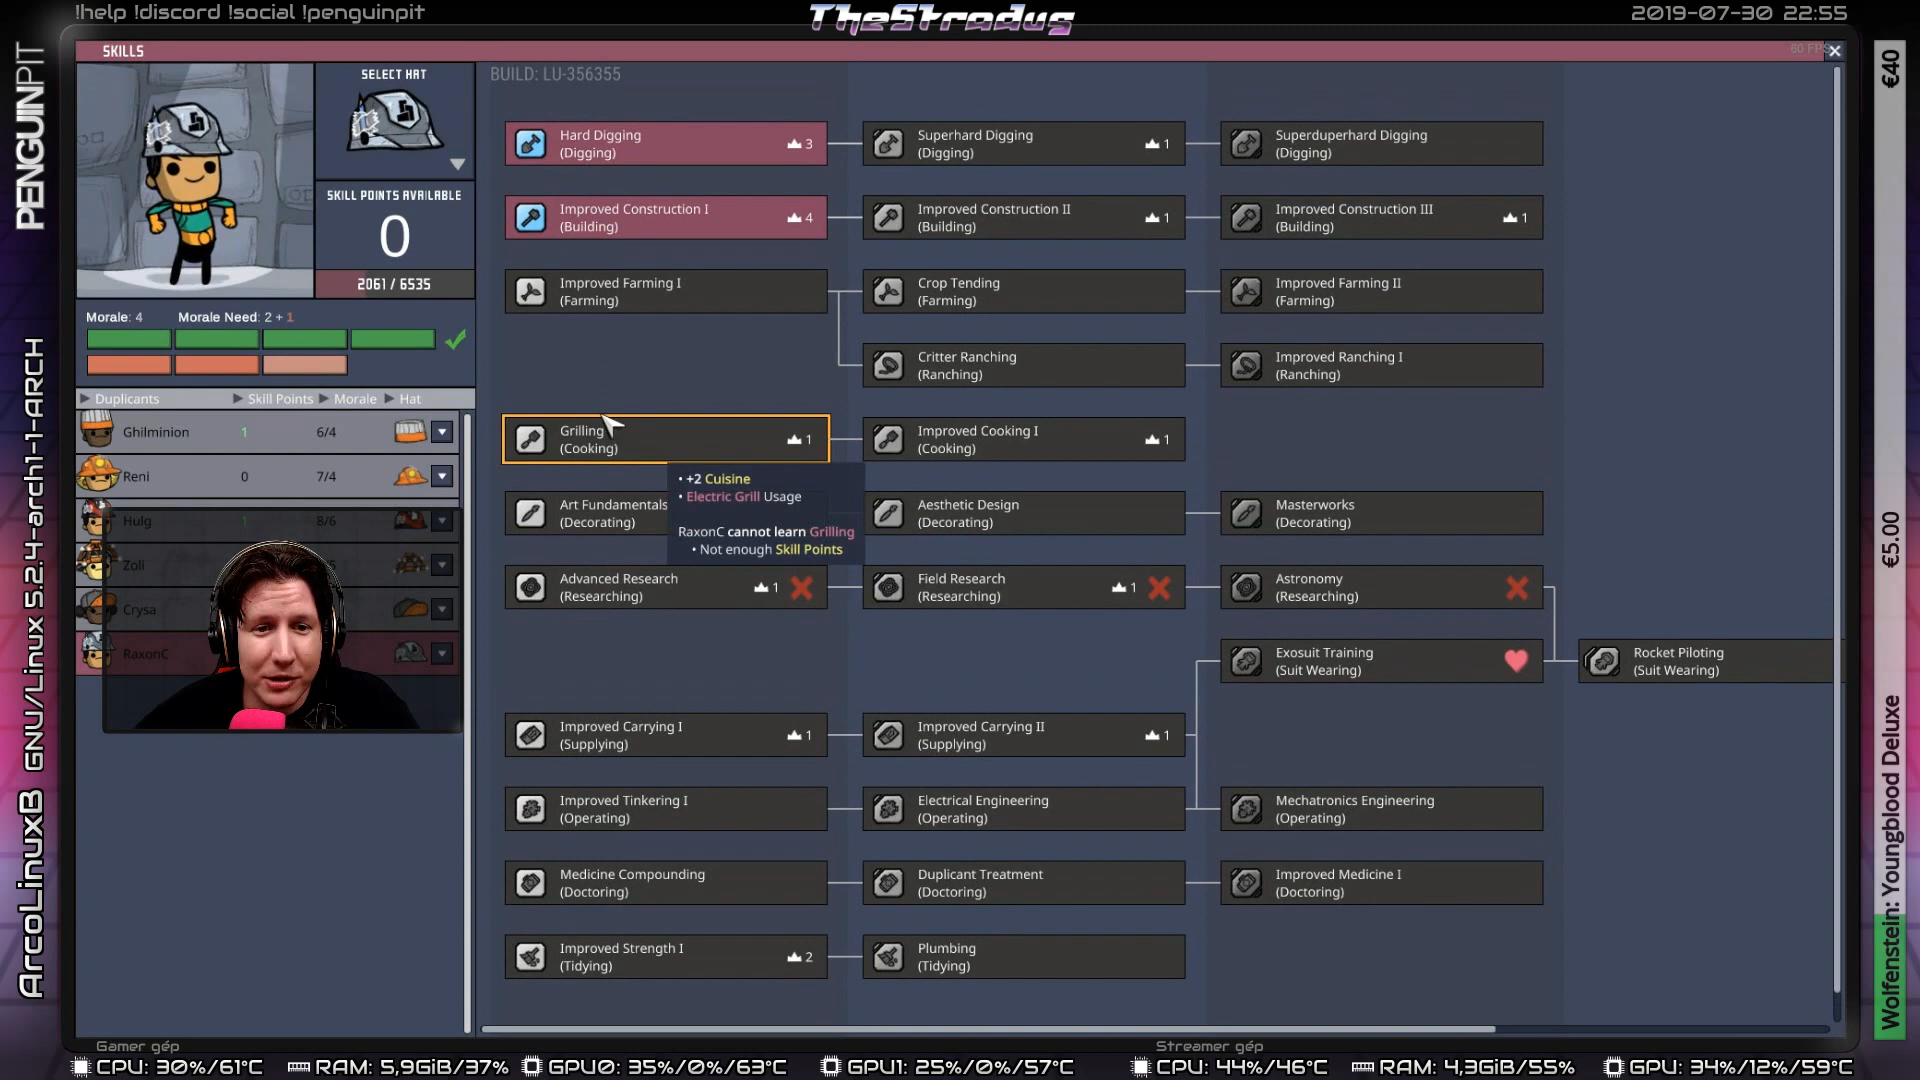 !help !discord !social !penguinpit
TheStrodus
2019-07-30 22:55
PENGUINPIT
ArcoLinuxB GNU/Linux 5.2.4-arch1-1-ARCH
SKILLS
60 FPS
€40
€5.00
Wolfenstein: Youngblood Deluxe
SELECT HAT
SKILL POINTS AVAILABLE
0
2061 / 6535
Morale: 4 Morale Need: 2 + 1
Duplicants Skill Points Morale Hat
Ghilminion 1 6/4
Reni 0 7/4
Hulg 1 8/6
Zoli
Crysa
RaxonC
BUILD: LU-356355
Hard Digging
(Digging)
3
Superhard Digging
(Digging)
1
Superduperhard Digging
(Digging)
Improved Construction I
(Building)
4
Improved Construction II
(Building)
1
Improved Construction III
(Building)
1
Improved Farming I
(Farming)
Crop Tending
(Farming)
Improved Farming II
(Farming)
Critter Ranching
(Ranching)
Improved Ranching I
(Ranching)
Grilling
(Cooking)
1
Improved Cooking I
(Cooking)
1
• +2 Cuisine
• Electric Grill Usage
RaxonC cannot learn Grilling
• Not enough Skill Points
Art Fundamentals
(Decorating)
Aesthetic Design
(Decorating)
Masterworks
(Decorating)
Advanced Research
(Researching)
1
Field Research
(Researching)
1
Astronomy
(Researching)
Exosuit Training
(Suit Wearing)
Rocket Piloting
(Suit Wearing)
Improved Carrying I
(Supplying)
1
Improved Carrying II
(Supplying)
1
Improved Tinkering I
(Operating)
Electrical Engineering
(Operating)
Mechatronics Engineering
(Operating)
Medicine Compounding
(Doctoring)
Duplicant Treatment
(Doctoring)
Improved Medicine I
(Doctoring)
Improved Strength I
(Tidying)
2
Plumbing
(Tidying)
Gamer gép
CPU: 30%/61°C RAM: 5,9GiB/37% GPU0: 35%/0%/63°C GPU1: 25%/0%/57°C
Streamer gép
CPU: 44%/46°C RAM: 4,3GiB/55% GPU: 34%/12%/59°C